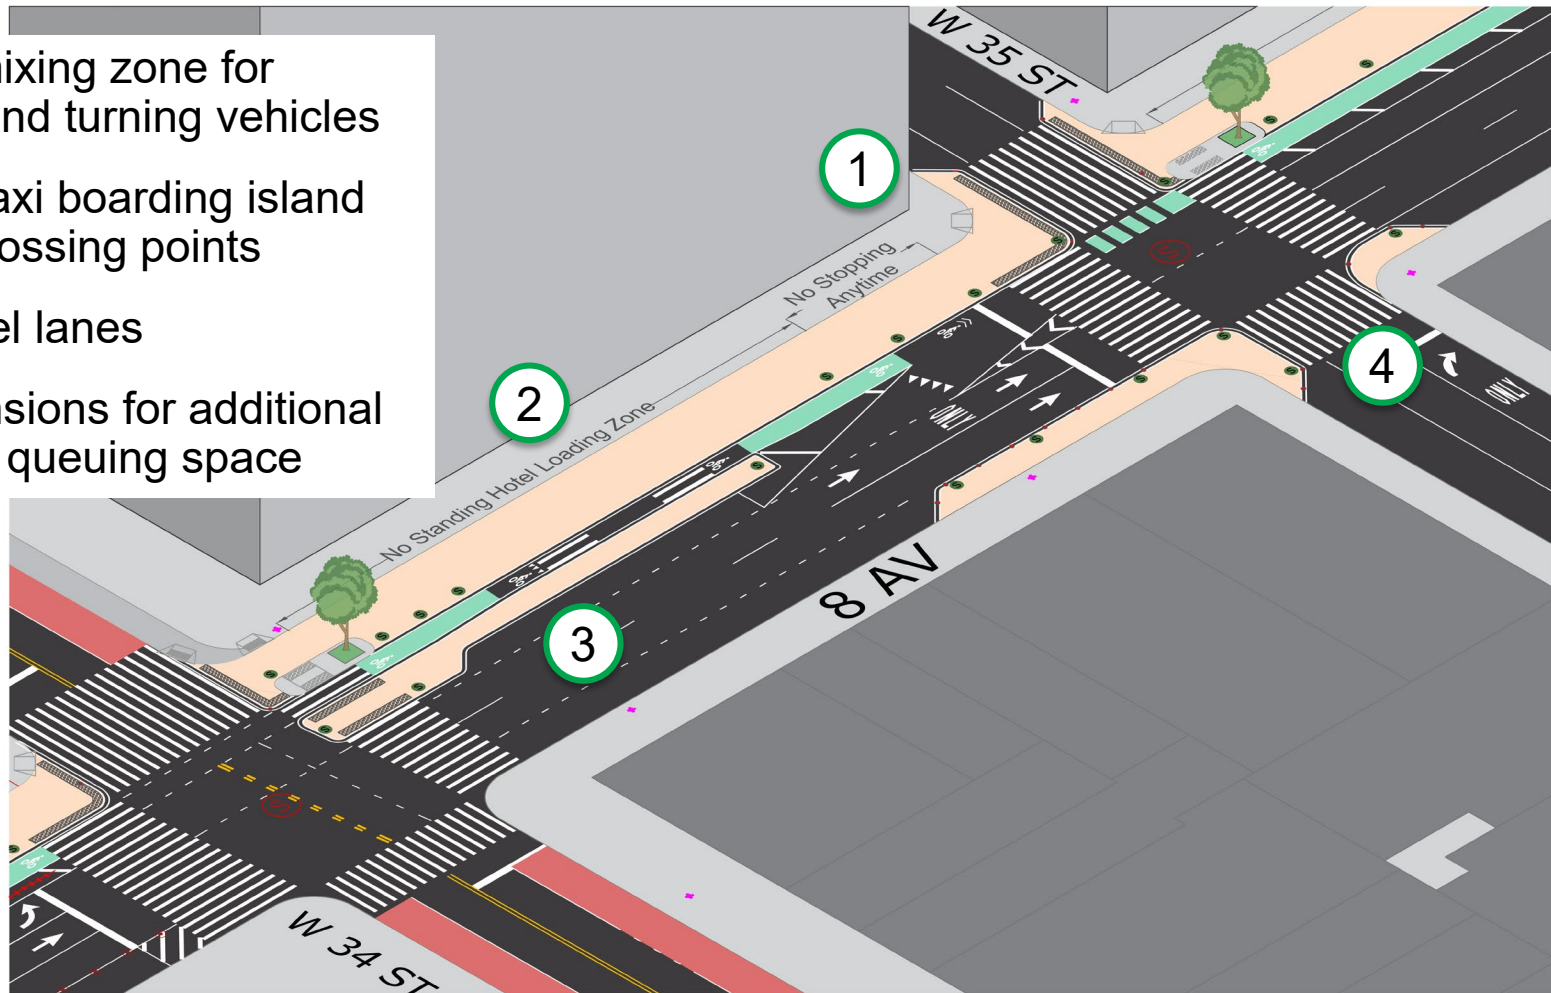 ixing zone for
nd turning vehicles
axi boarding island
ossing points
el lanes
nsions for additional
queuing space
W 35 ST
1
No Stopping
Anytime
2
No Standing Hotel Loading Zone
ONLY
4
ONLY
3
8 AV
W 34 ST
S
S